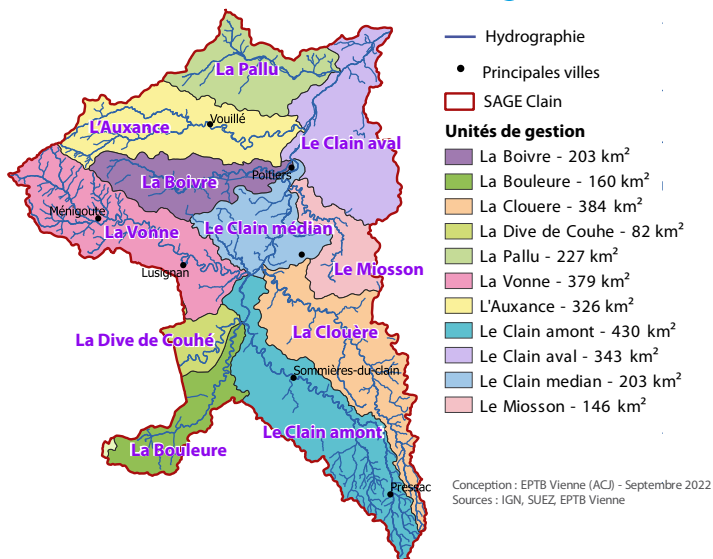 La Pallu
Vouillé
L'Auxance
Le Clain aval
La Boivre
Poitiers
Ménigoute
La Vonne
Le Clain médian
Lusignan
Le Miosson
La Clouère
La Dive de Couhé
Sommières-du-clain
Le Clain amont
La Bouleure
Pressac
Hydrographie
Principales villes
SAGE Clain
Unités de gestion
La Boivre - 203 km²
La Bouleure - 160 km²
La Clouere - 384 km²
La Dive de Couhe - 82 km²
La Pallu - 227 km²
La Vonne - 379 km²
L'Auxance - 326 km²
Le Clain amont - 430 km²
Le Clain aval - 343 km²
Le Clain median - 203 km²
Le Miosson - 146 km²
Conception : EPTB Vienne (ACJ) - Septembre 2022
Sources : IGN, SUEZ, EPTB Vienne